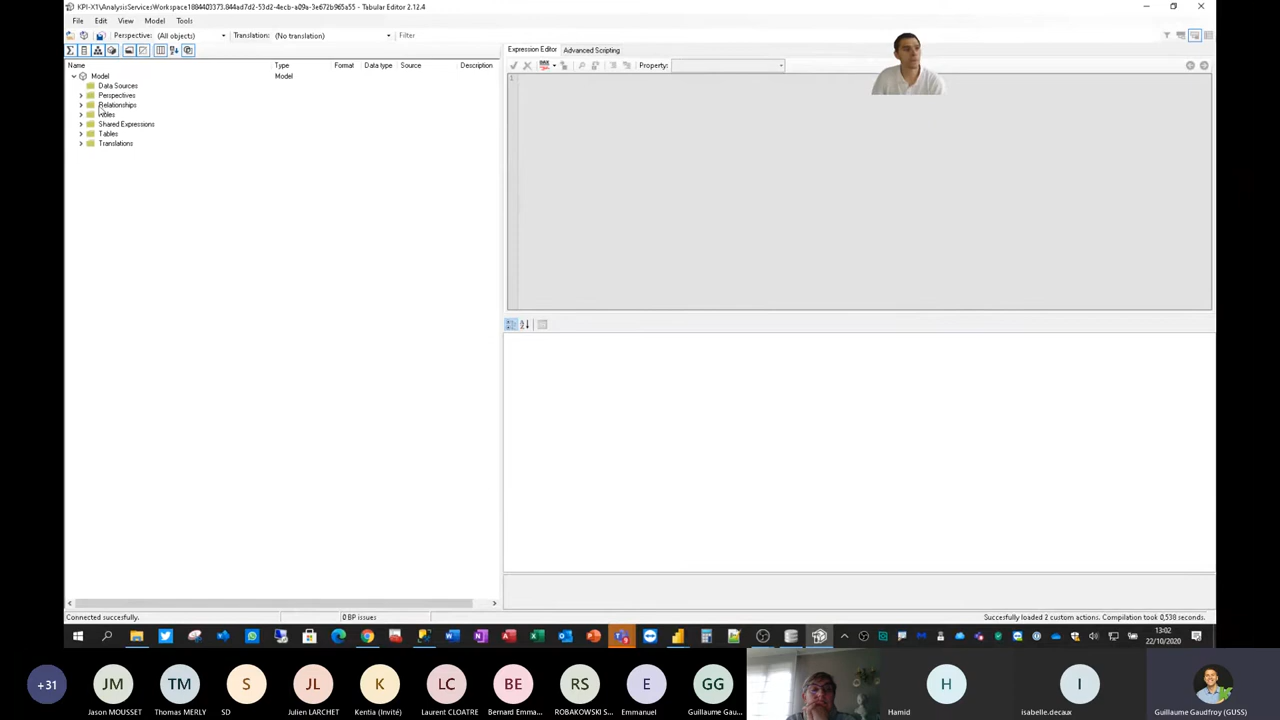 KPI-X1\AnalysisServicesWorkspace1884403373.844ad7d2-53d2-4ecb-a09a-3e672b965a55 - Tabular Editor 2.12.4
File Edit View Model Tools
Perspective: (All objects) Translation: (No translation) Filter
Expression Editor Advanced Scripting
Name Type Format Data type Source Description
Property:
1
Model Model
Data Sources
Perspectives
Relationships
Shared Expressions
Tables
Translations
Connected succesfully. 0 BP issues Succesfully loaded 2 custom actions. Compilation took 0,538 seconds.
13:02
22/10/2020
+31 JM TM S JL K LC BE RS E GG H I
Jason MOUSSET Thomas MERLY SD Julien LARCHET Kentia (Invité) Laurent CLOATRE Bernard Emma... ROBAKOWSKI S... Emmanuel Guillaume Gau... Hamid isabelle.decaux Guillaume Gaudfroy (GUSS)